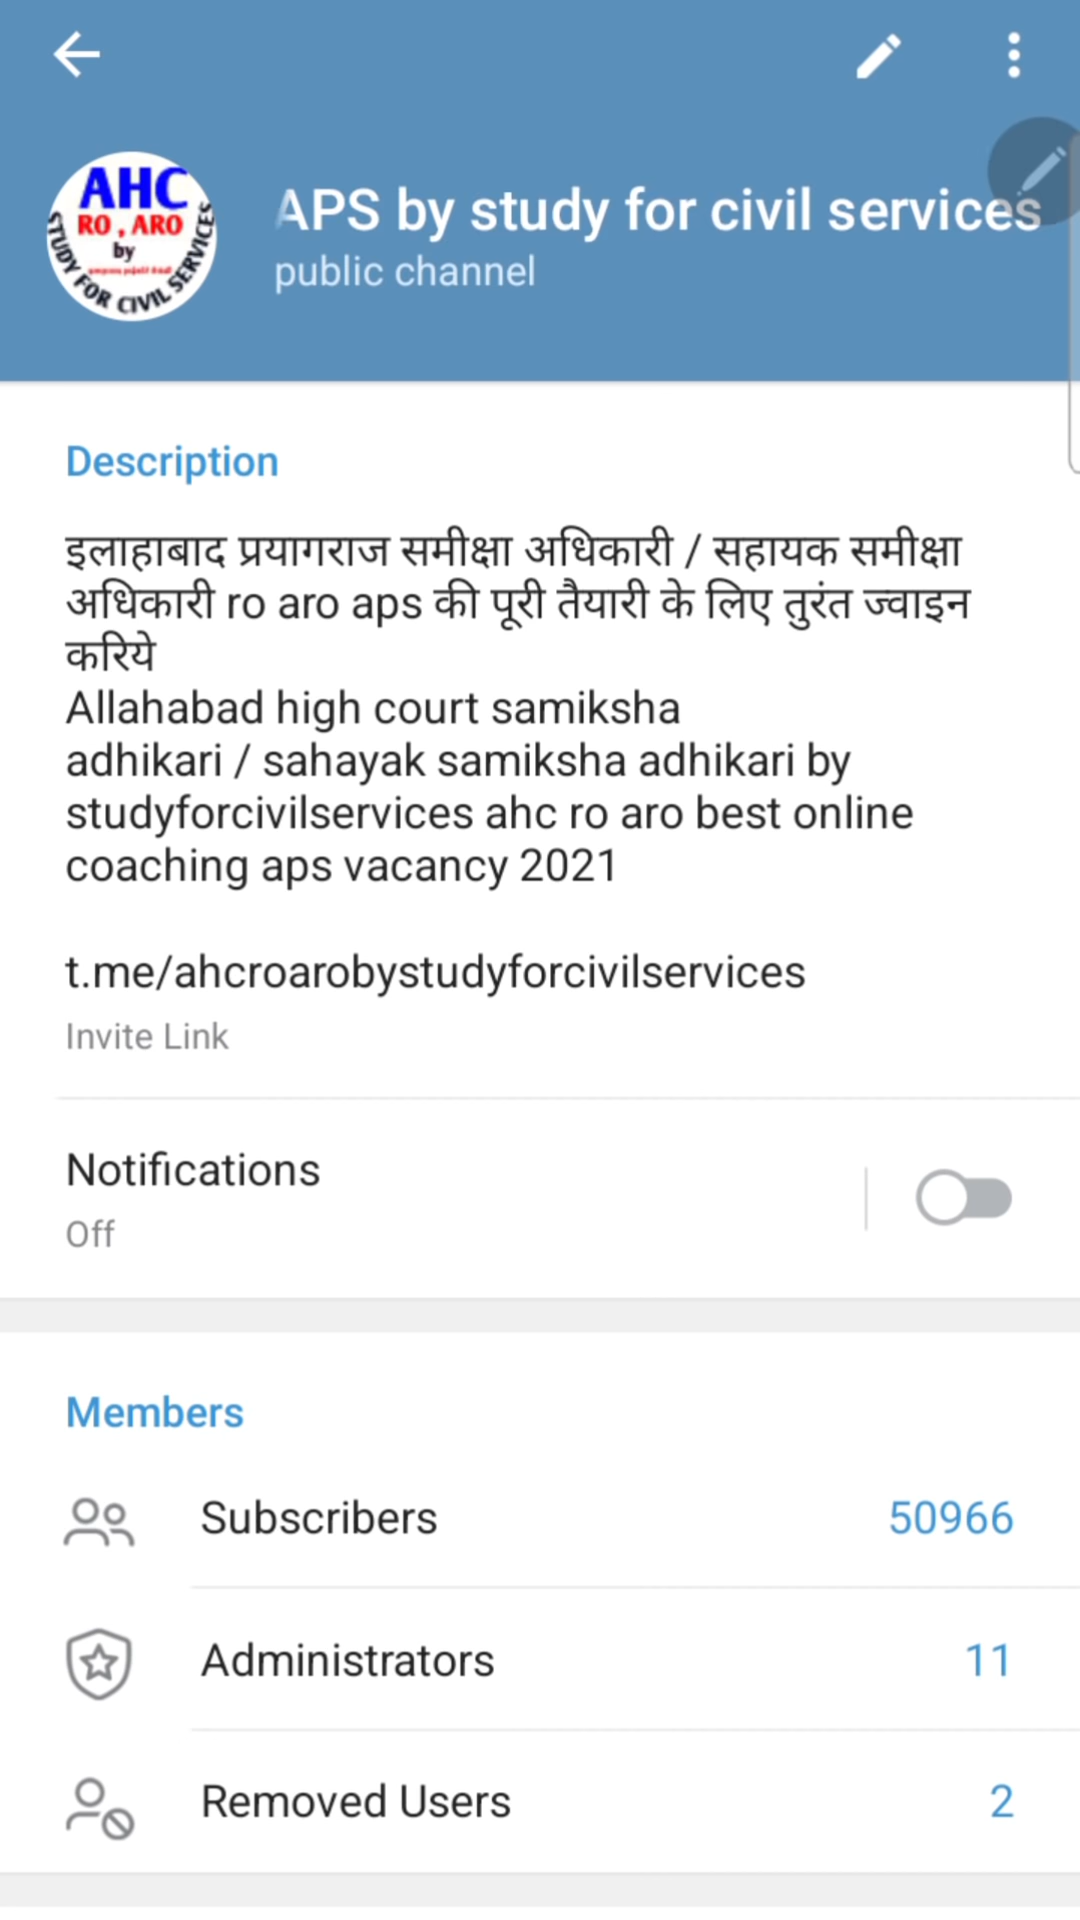 AHC
RO , ARO
by
STUDY FOR CIVIL SERVICES
APS by study for civil services
public channel
Description
इलाहाबाद प्रयागराज समीक्षा अधिकारी / सहायक समीक्षा
अधिकारी ro aro aps की पूरी तैयारी के लिए तुरंत ज्वाइन
करिये
Allahabad high court samiksha
adhikari / sahayak samiksha adhikari by
studyforcivilservices ahc ro aro best online
coaching aps vacancy 2021
t.me/ahcroarobystudyforcivilservices
Invite Link
Notifications
Off
Members
Subscribers 50966
Administrators 11
Removed Users 2